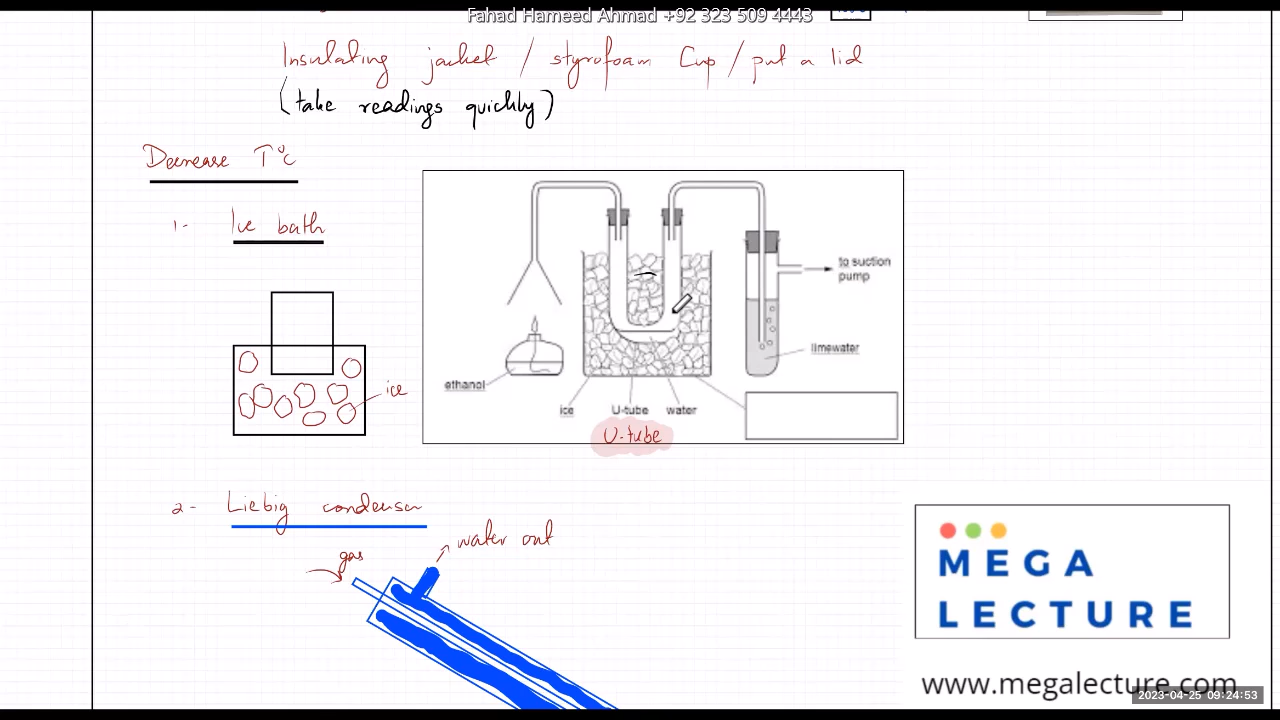 Fahad Hameed Ahmad +92 323 509 4443
Insulating jacket / styrofoam Cup / put a lid
(take readings quickly)
Decrease T°C
1- Ice bath
ice
to suction
pump
limewater
ethanol
ice U-tube water
U-tube
2- Liebig condenser
gas
water out
MEGA
LECTURE
www.megalecture.com
2023-04-25 09:24:53